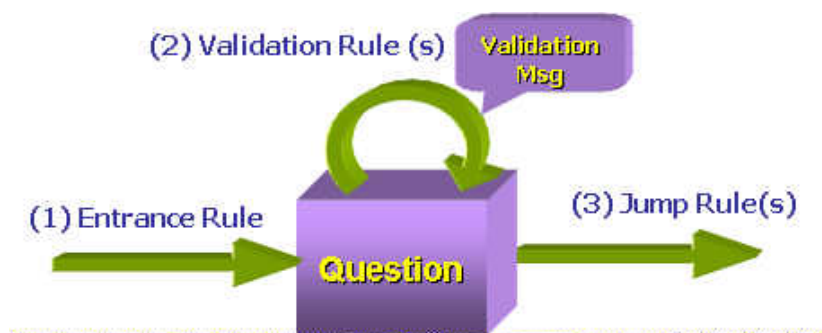 (2) Validation Rule (s)
Validation
Msg
(1) Entrance Rule
(3) Jump Rule(s)
Question